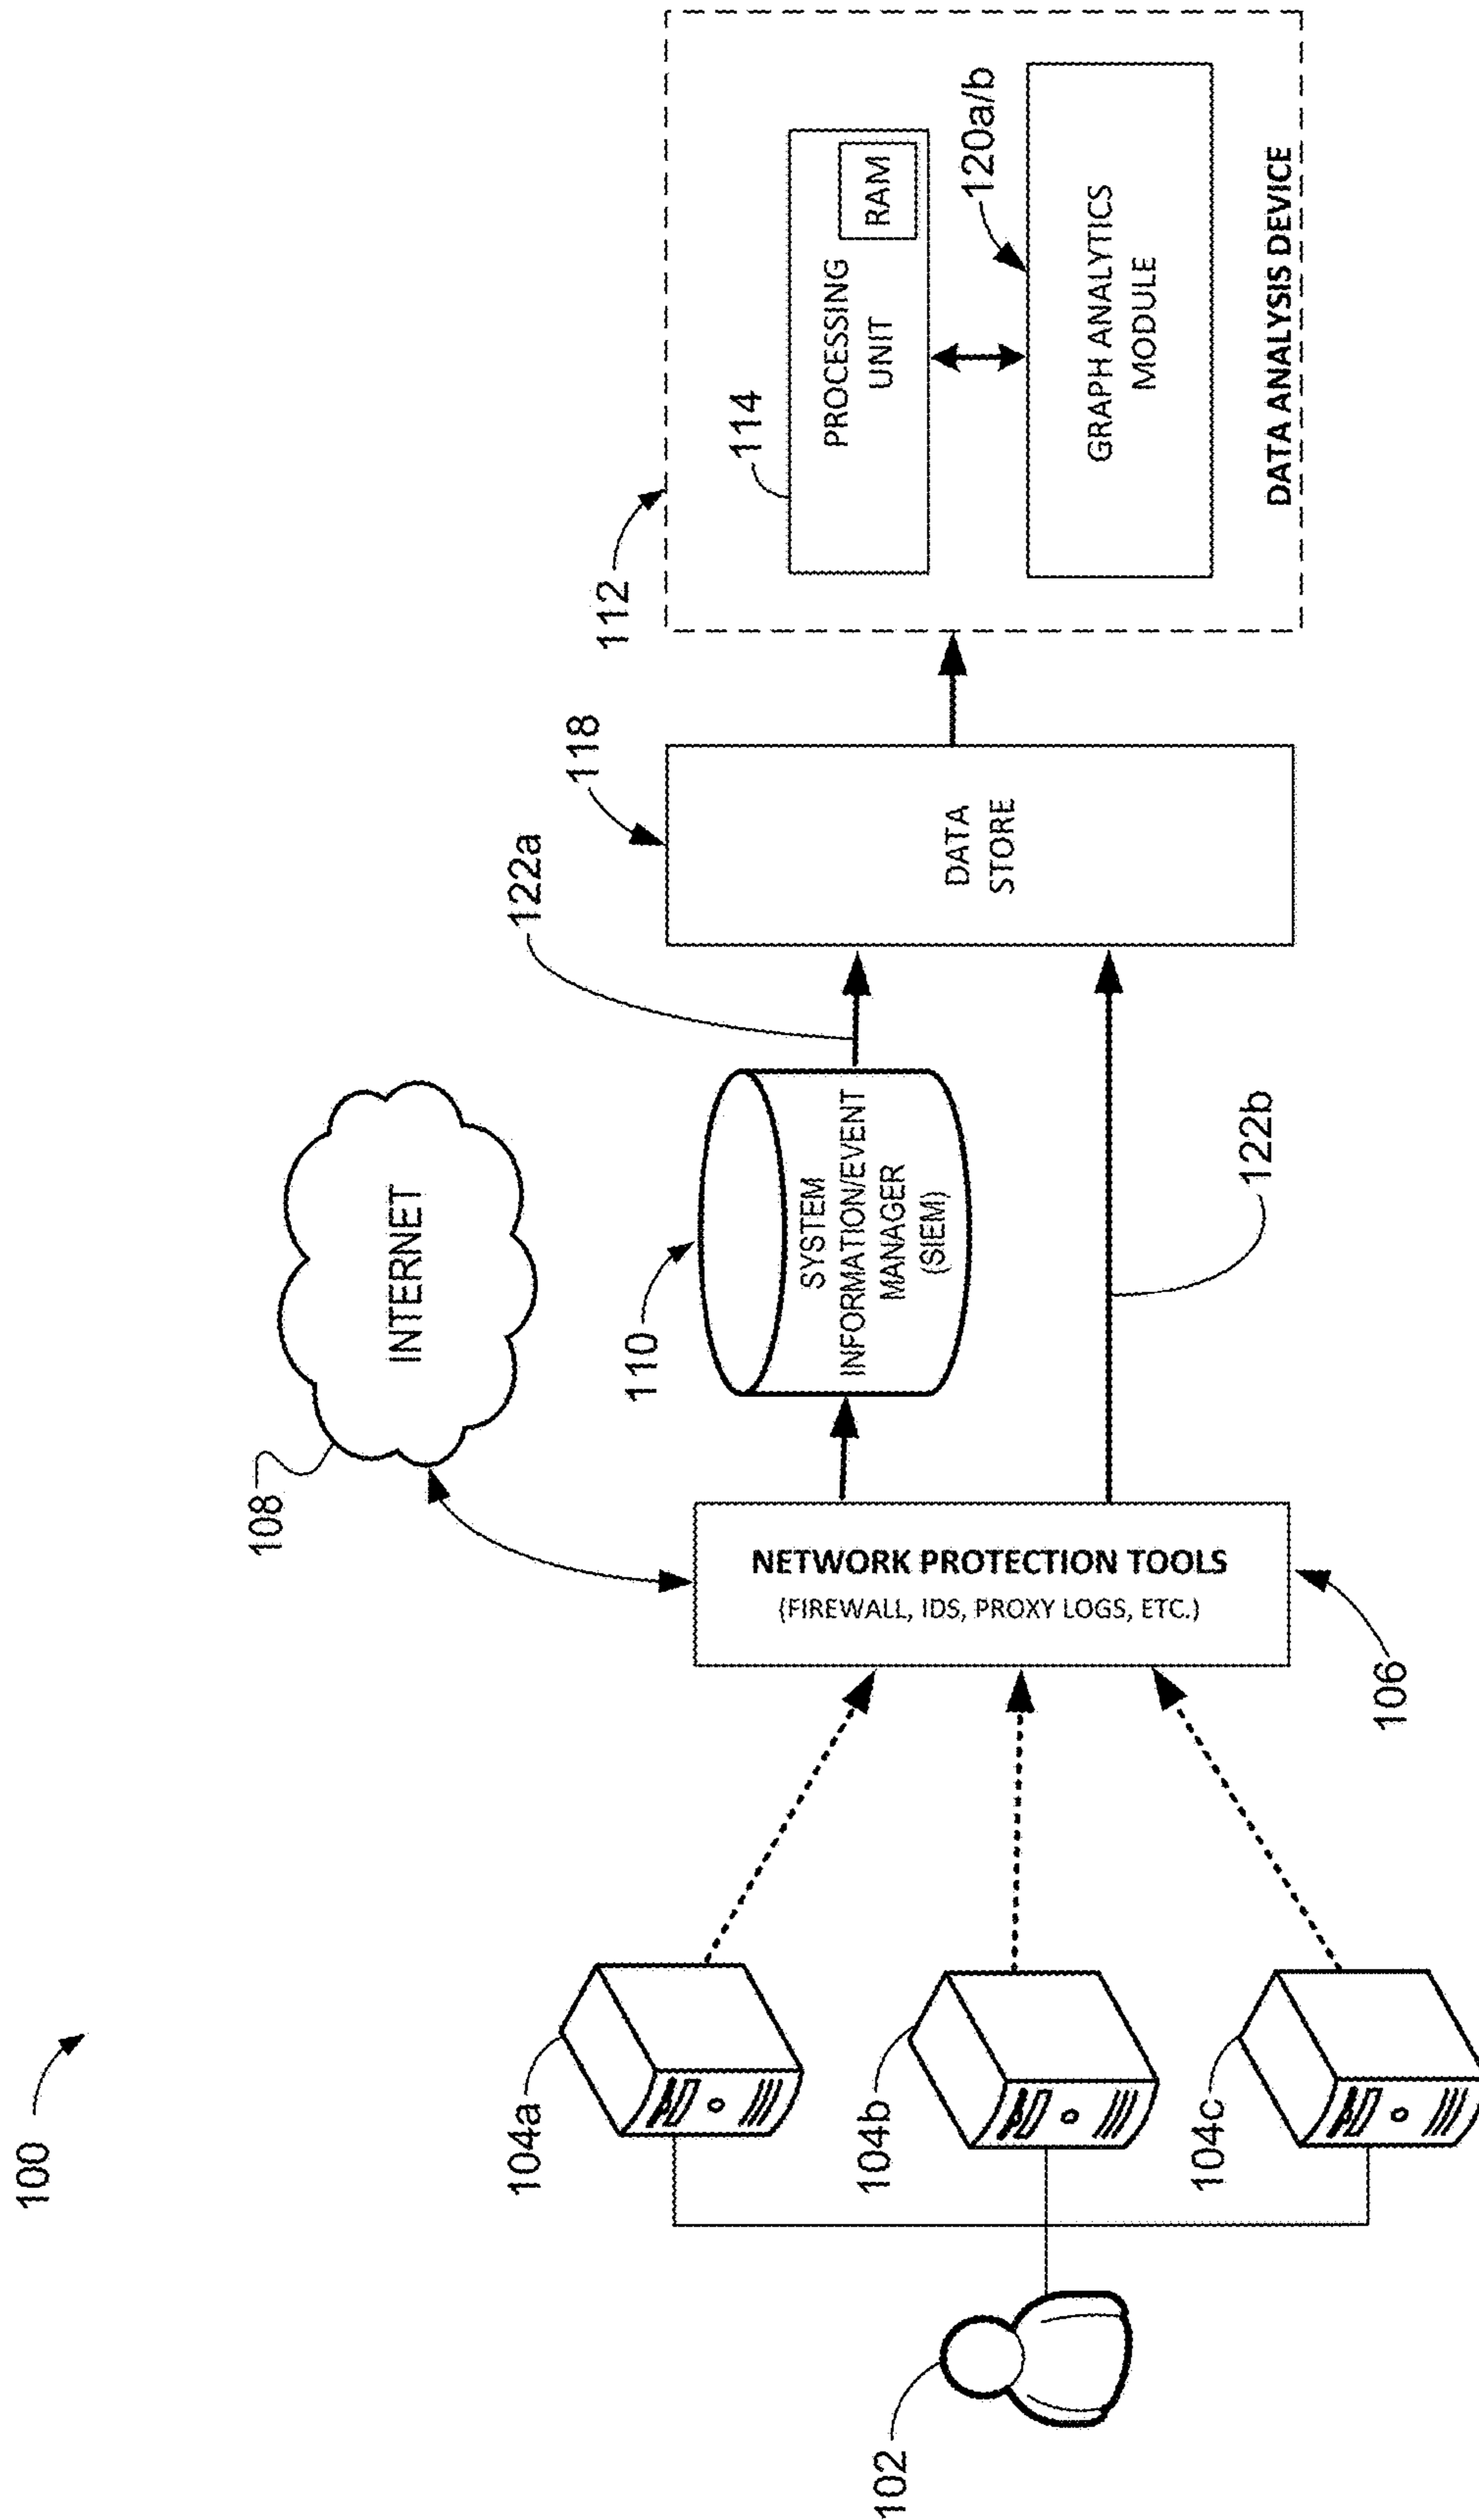 100
102
104a
104b
104c
108
INTERNET
NETWORK PROTECTION TOOLS
(FIREWALL, IDS, PROXY LOGS, ETC.)
106
110
SYSTEM
INFORMATION/EVENT
MANAGER
(SIEM)
122a
122b
118
DATA
STORE
112
114
PROCESSING
UNIT
RAM
120a/b
GRAPH ANALYTICS
MODULE
DATA ANALYSIS DEVICE